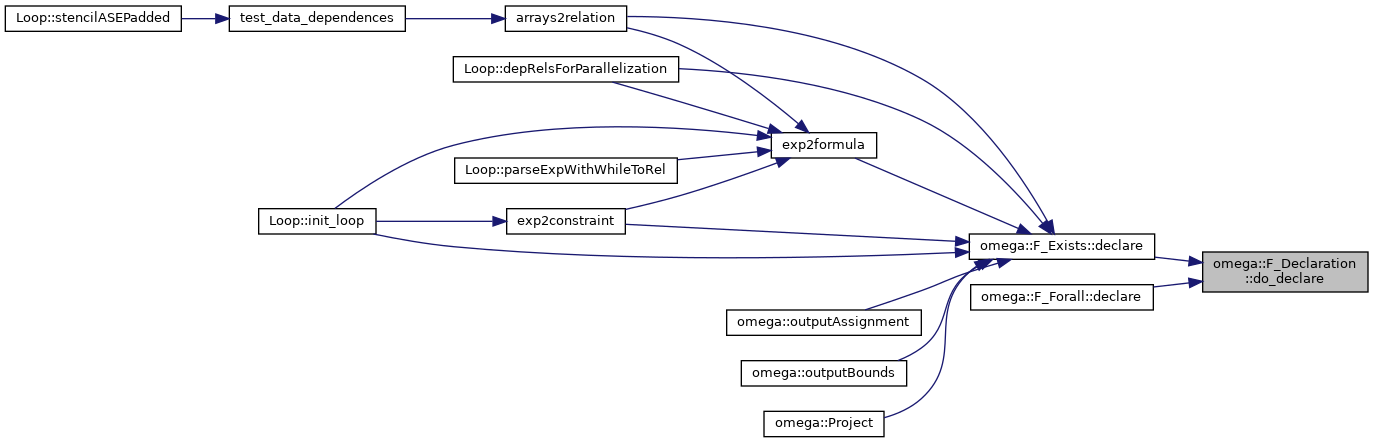 Loop::stencilASEPadded
test_data_dependences
arrays2relation
Loop::depRelsForParallelization
exp2formula
Loop::parseExpWithWhileToRel
Loop::init_loop
exp2constraint
omega::F_Exists::declare
omega::F_Declaration
::do_declare
omega::F_Forall::declare
omega::outputAssignment
omega::outputBounds
omega::Project